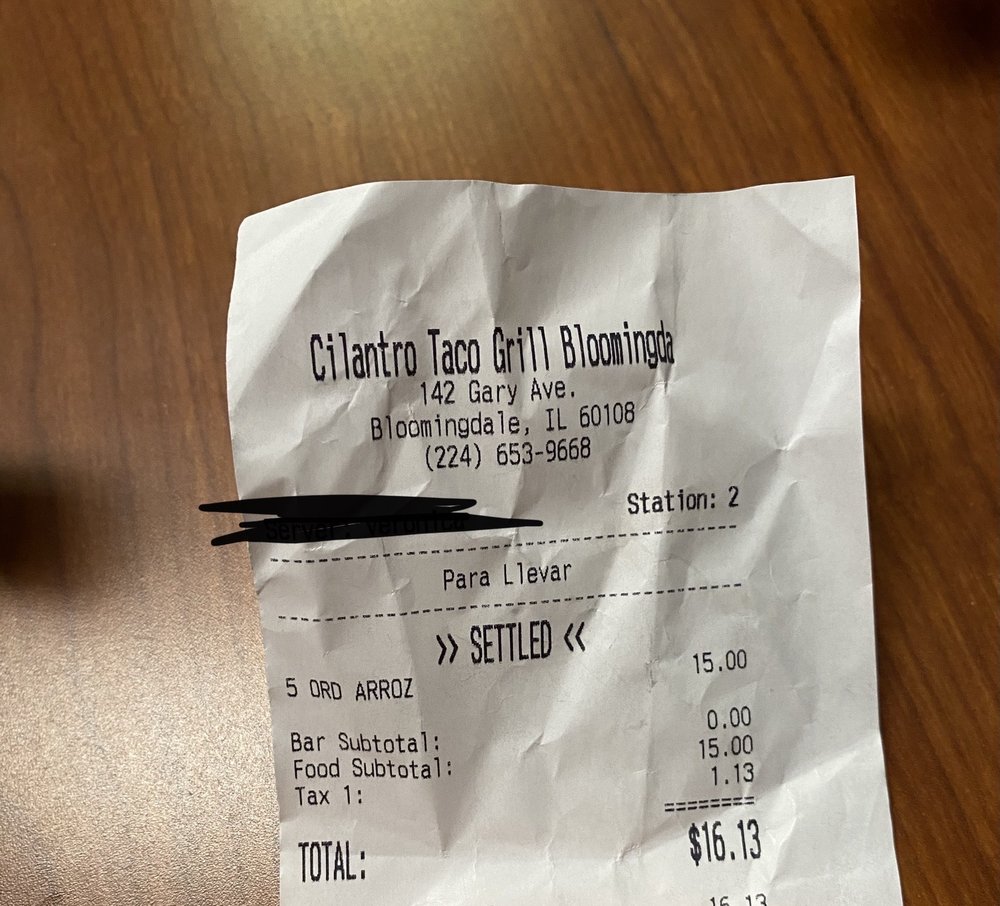 Cilantro Taco Grill Bloomingda
142 Gary Ave.
Bloomingdale, IL 60108
(224) 653-9668
Station: 2
Para Llevar
>> SETTLED <<
5 ORD ARROZ 15.00
Bar Subtotal: 0.00
Food Subtotal: 15.00
Tax 1: 1.13
========
TOTAL: $16.13
16.13